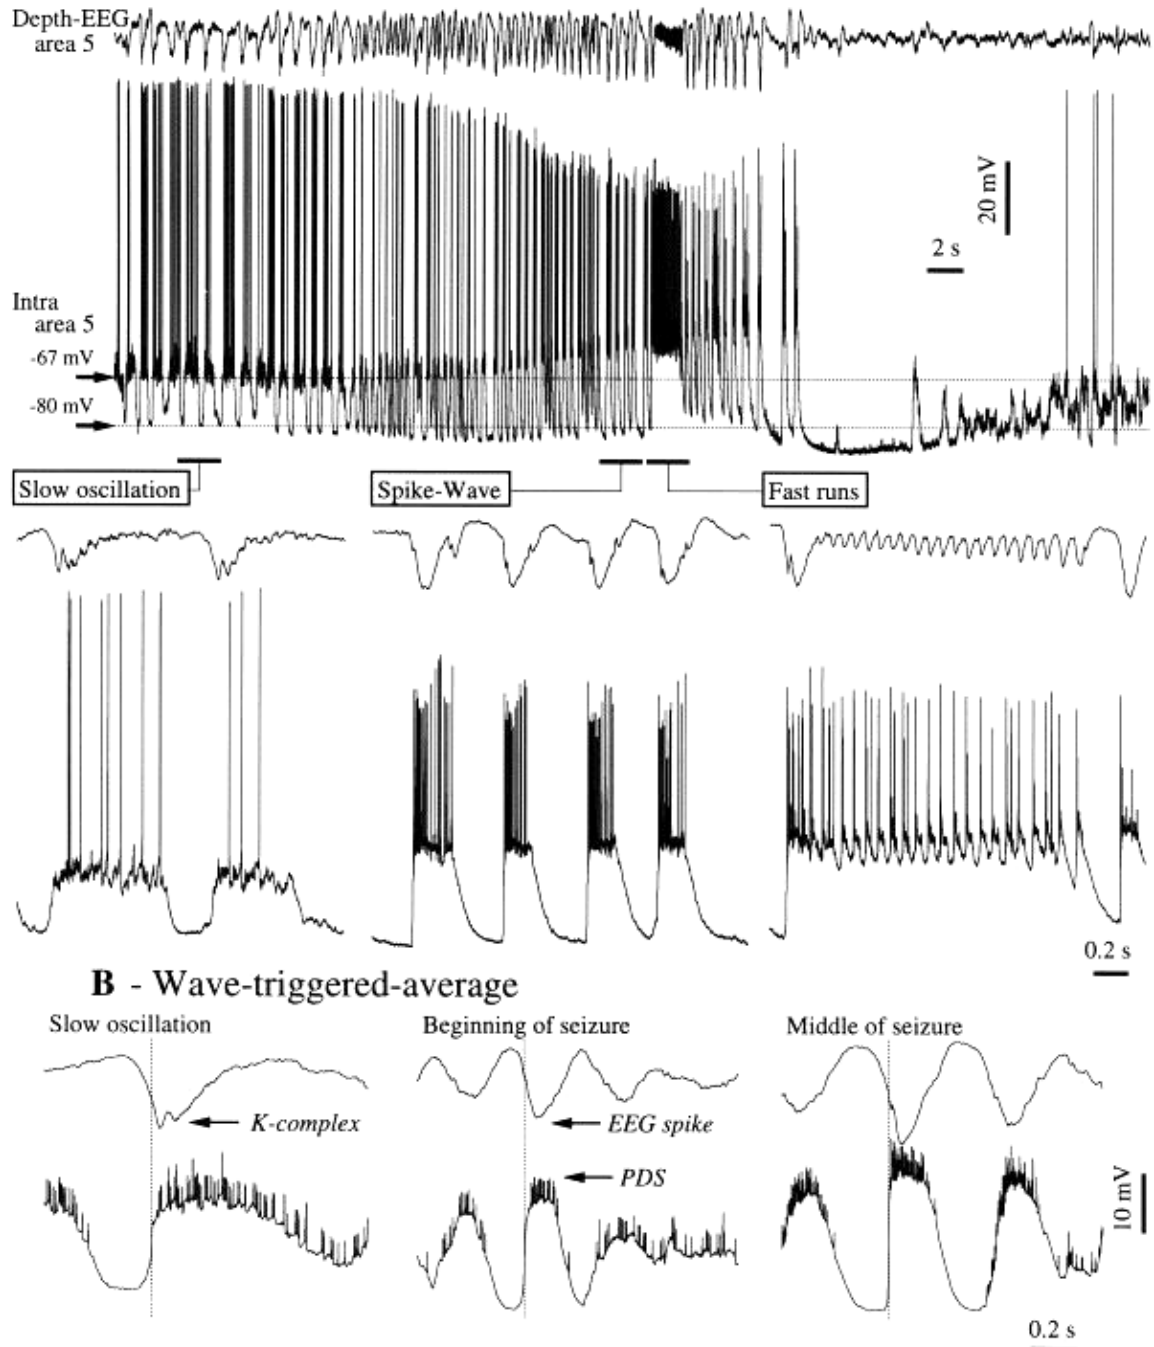 Depth-EEG
area 5
20 mV
2 s
Intra
area 5
-67 mV
-80 mV
Slow oscillation
Spike-Wave
Fast runs
0.2 s
B - Wave-triggered-average
Slow oscillation
Beginning of seizure
Middle of seizure
K-complex
EEG spike
PDS
10 mV
0.2 s